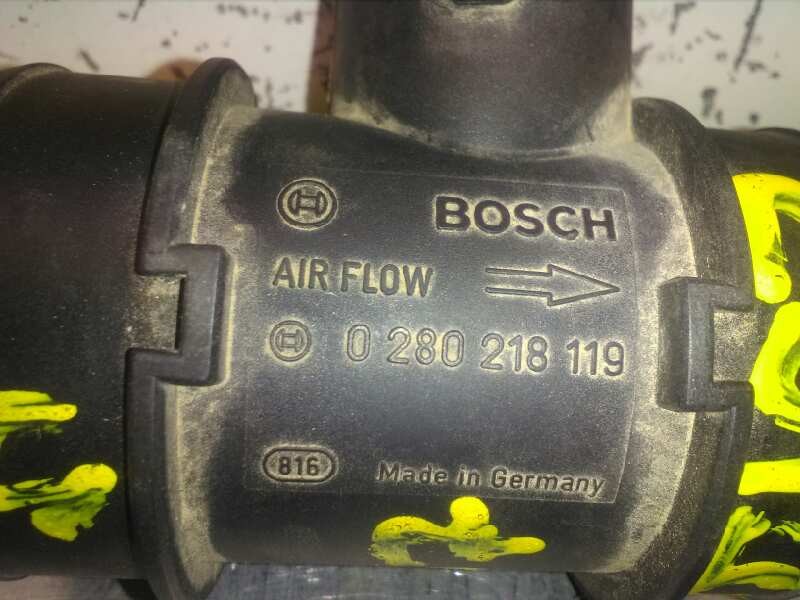 BOSCH
AIR FLOW
0 280 218 119
816
Made in Germany